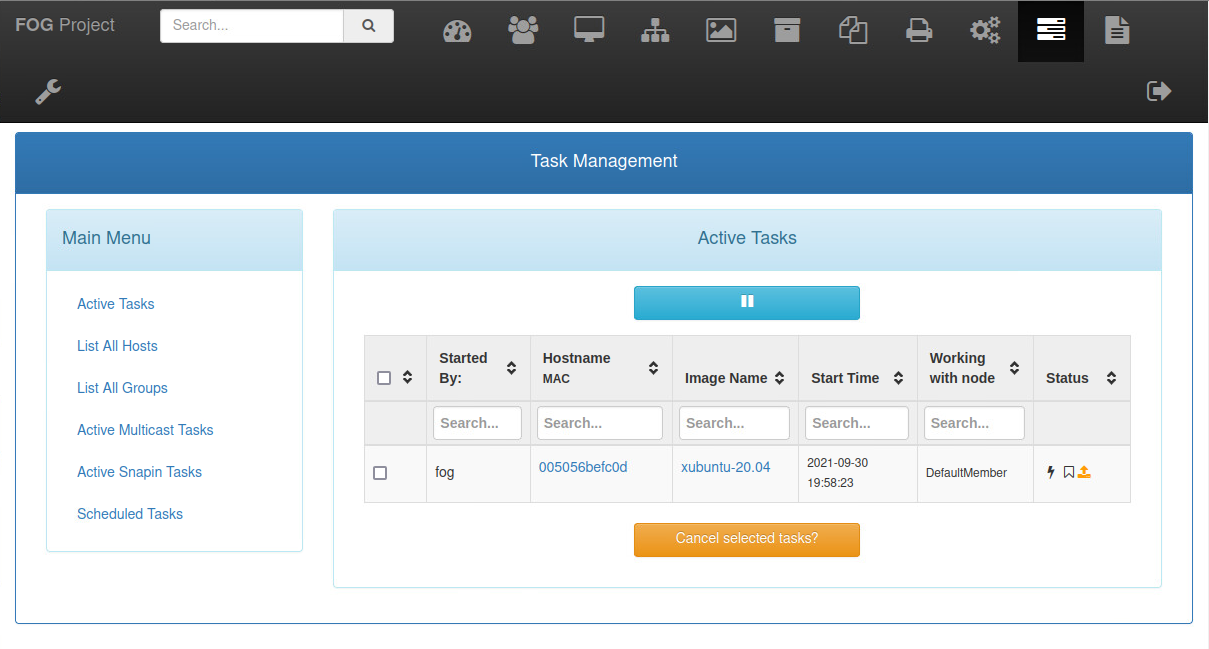 FOG Project
Search...
Task Management
Main Menu
Active Tasks
List All Hosts
List All Groups
Active Multicast Tasks
Active Snapin Tasks
Scheduled Tasks
Active Tasks
Started By:
Hostname
MAC
Image Name
Start Time
Working with node
Status
Search...
Search...
Search...
Search...
Search...
fog
005056befc0d
xubuntu-20.04
2021-09-30
19:58:23
DefaultMember
Cancel selected tasks?